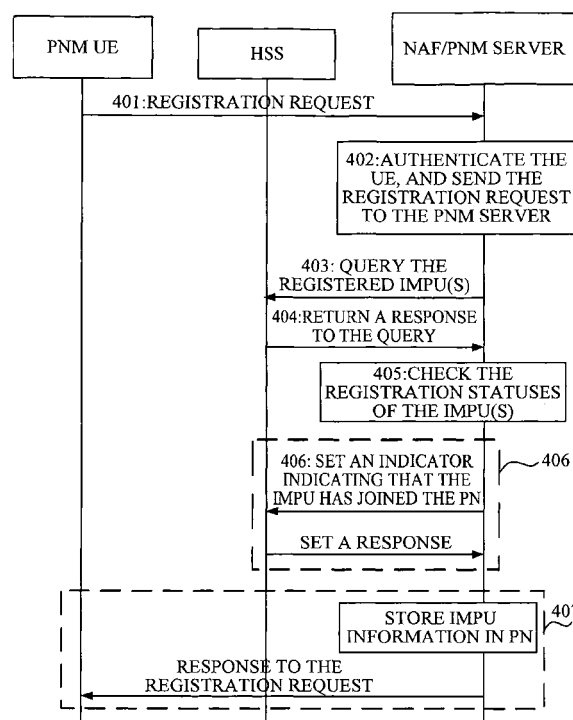 PNM UE
HSS
NAF/PNM SERVER
401:REGISTRATION REQUEST
402:AUTHENTICATE THE
UE, AND SEND THE
REGISTRATION REQUEST
TO THE PNM SERVER
403: QUERY THE
REGISTERED IMPU(S)
404:RETURN A RESPONSE
TO THE QUERY
405:CHECK THE
REGISTRATION STATUSES
OF THE IMPU(S)
406: SET AN INDICATOR
INDICATING THAT THE
IMPU HAS JOINED THE PN
406
SET A RESPONSE
STORE IMPU
INFORMATION IN PN
RESPONSE TO THE
REGISTRATION REQUEST